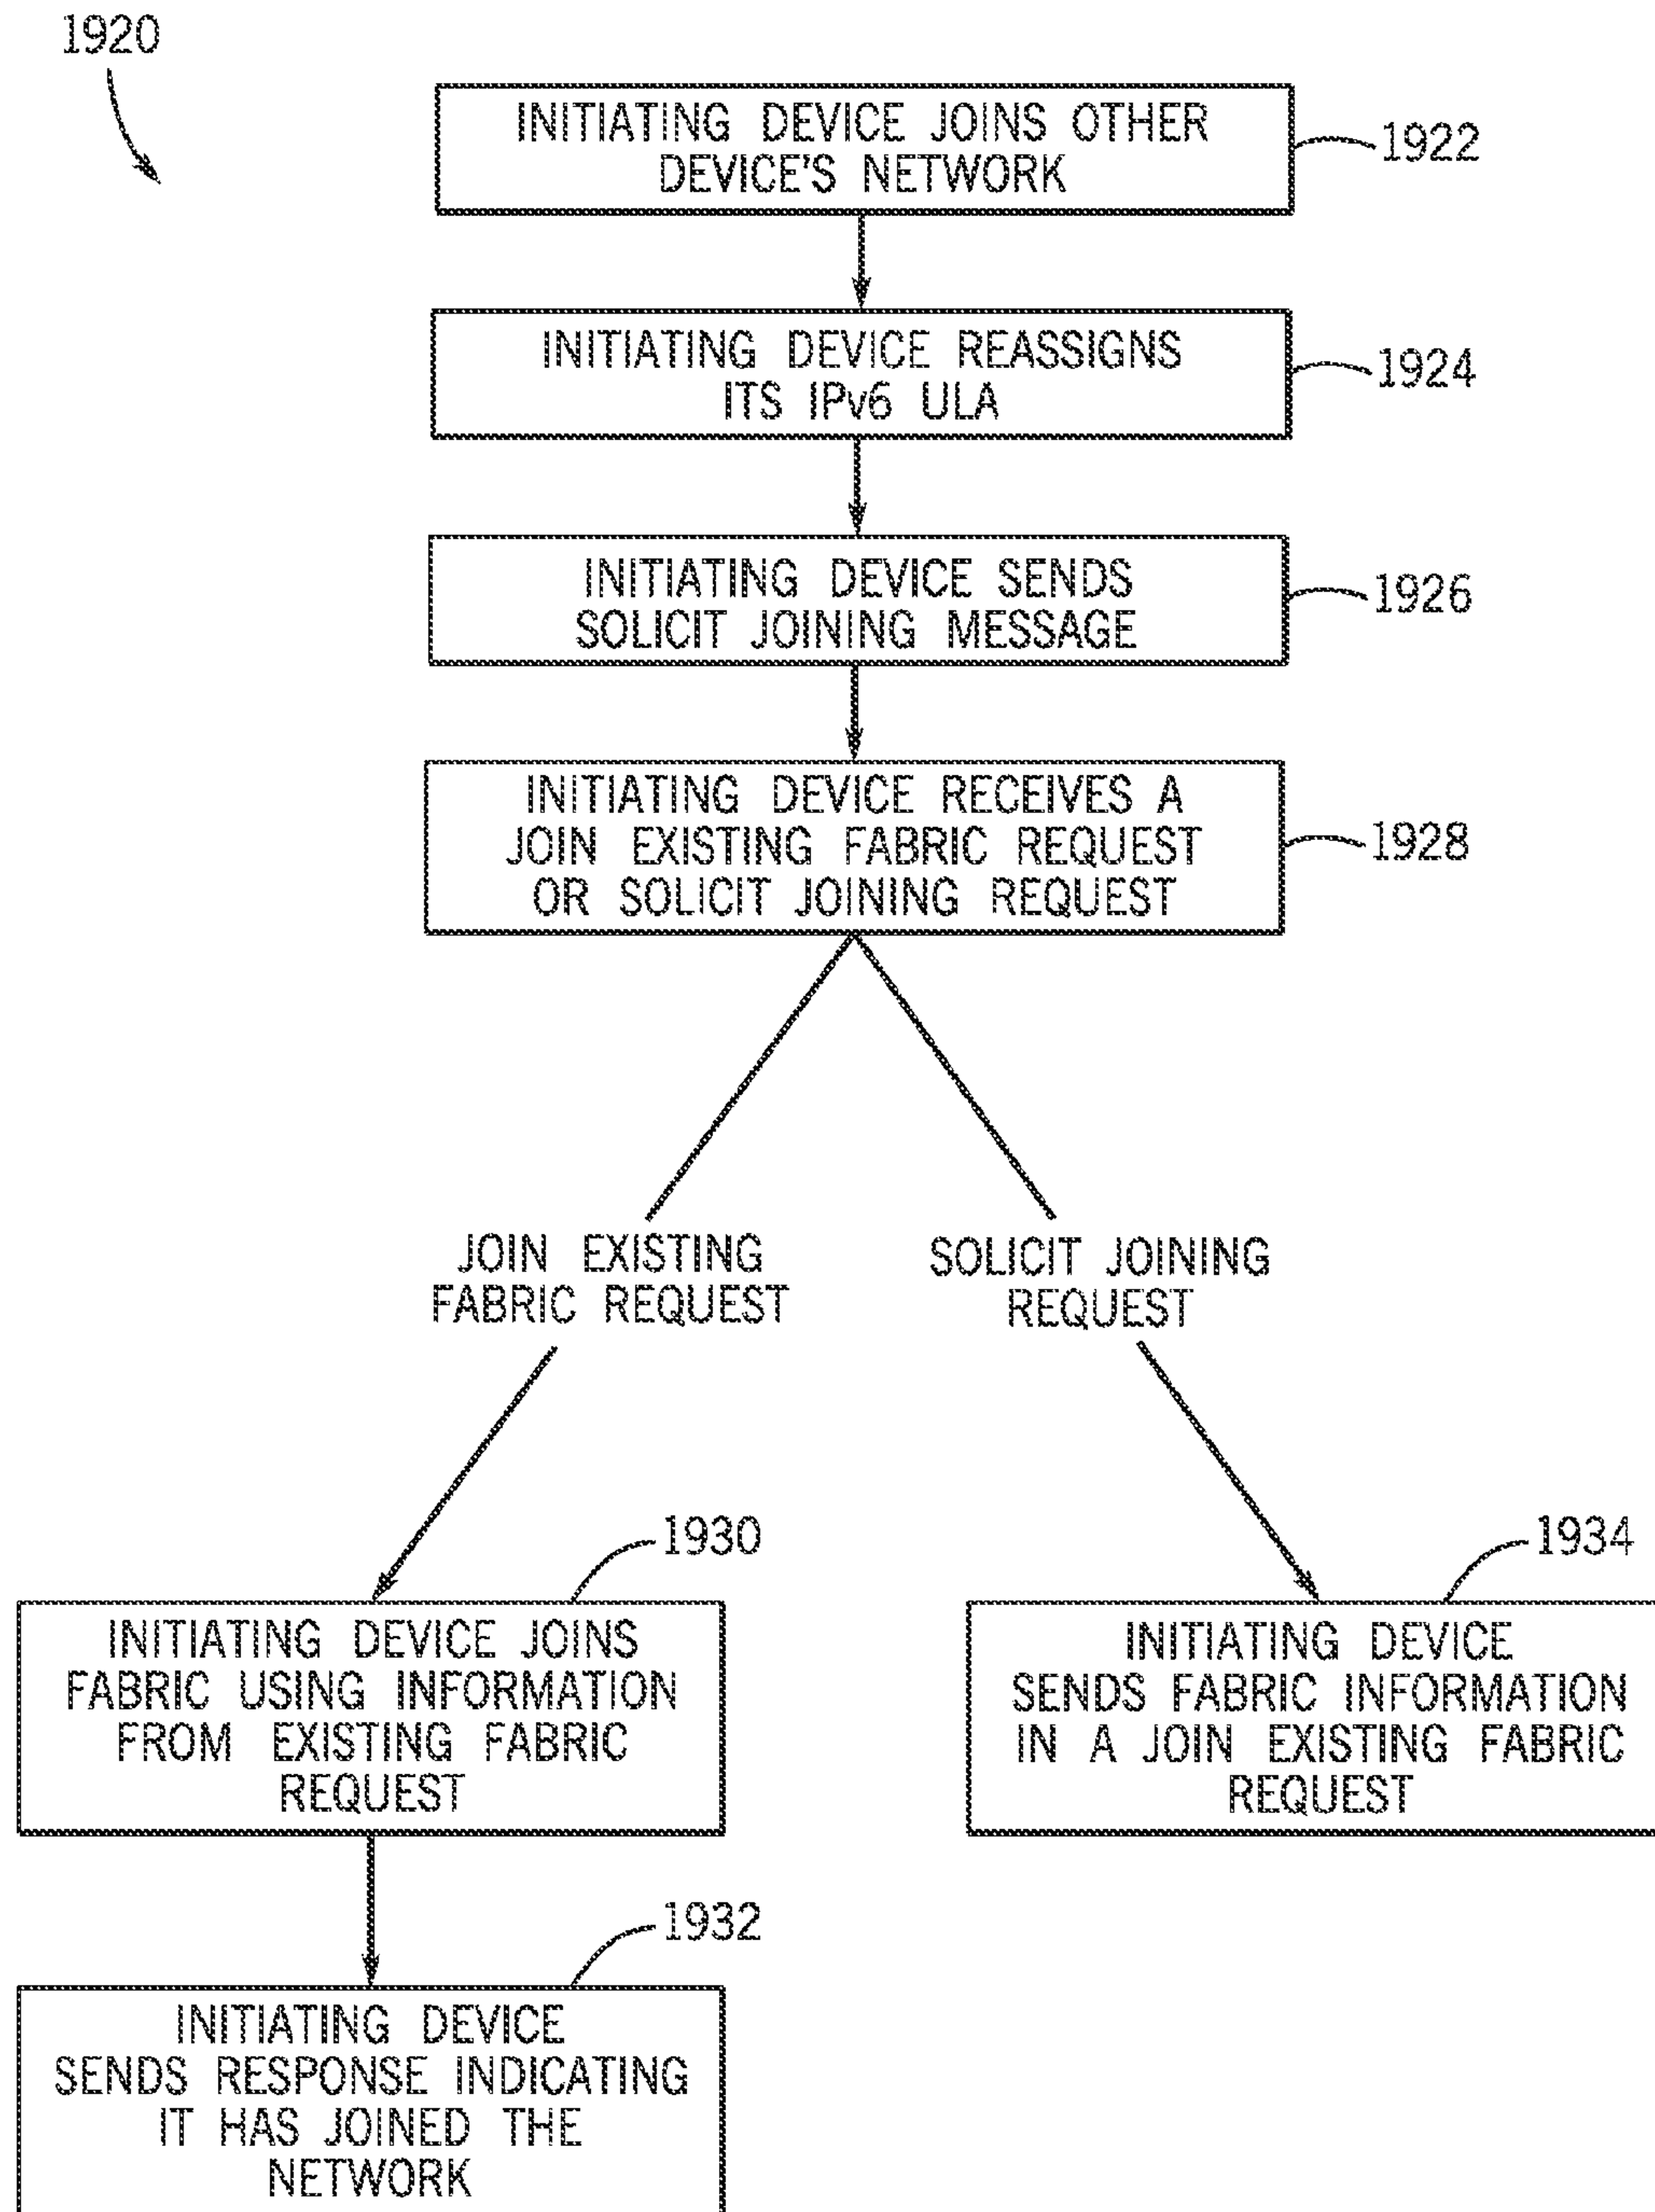 1920
INITIATING DEVICE JOINS OTHER
DEVICE'S NETWORK
1922
INITIATING DEVICE REASSIGNS
ITS IPv6 ULA
1924
INITIATING DEVICE SENDS
SOLICIT JOINING MESSAGE
1926
INITIATING DEVICE RECEIVES A
JOIN EXISTING FABRIC REQUEST
OR SOLICIT JOINING REQUEST
1928
JOIN EXISTING
FABRIC REQUEST
SOLICIT JOINING
REQUEST
1930
INITIATING DEVICE JOINS
FABRIC USING INFORMATION
FROM EXISTING FABRIC
REQUEST
1934
INITIATING DEVICE
SENDS FABRIC INFORMATION
IN A JOIN EXISTING FABRIC
REQUEST
1932
INITIATING DEVICE
SENDS RESPONSE INDICATING
IT HAS JOINED THE
NETWORK